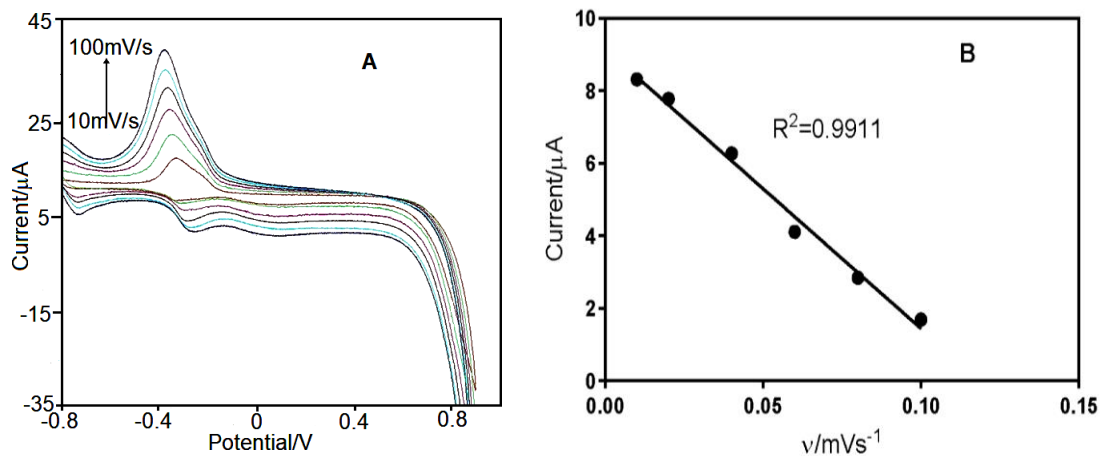 45
100mV/s
A
10mV/s
25
5
-15
-35
-0.8
-0.4
0
0.4
0.8
Current/μA
Potential/V
10
B
8
R²=0.9911
6
4
2
0
0.00
0.05
0.10
0.15
Current/μA
ν/mVs⁻¹